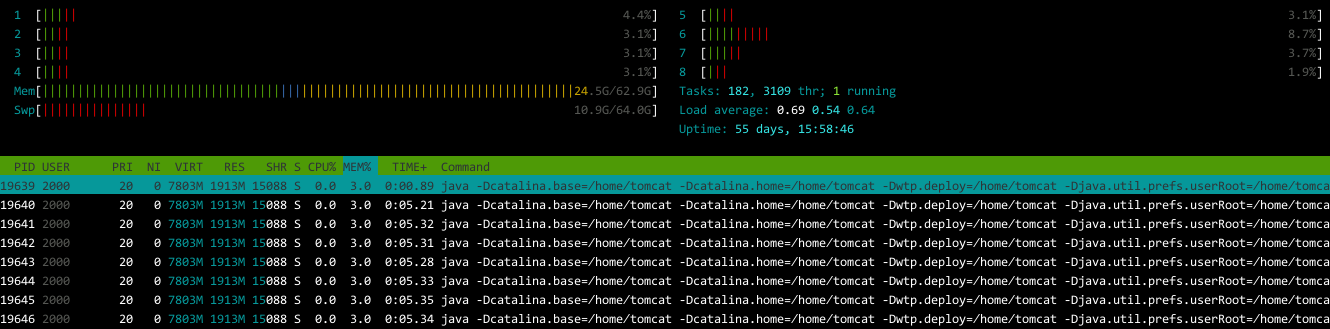 1 [||||| 4.4%] 5 [|||| 3.1%]
2 [|||| 3.1%] 6 [||||||||| 8.7%]
3 [|||| 3.1%] 7 [||||| 3.7%]
4 [|||| 3.1%] 8 [||| 1.9%]
Mem[24.5G/62.9G] Tasks: 182, 3109 thr; 1 running
Swp[||||||||||||||| 10.9G/64.0G] Load average: 0.69 0.54 0.64
Uptime: 55 days, 15:58:46
PID USER PRI NI VIRT RES SHR S CPU% MEM% TIME+ Command
19639 2000 20 0 7803M 1913M 15088 S 0.0 3.0 0:00.89 java -Dcatalina.base=/home/tomcat -Dcatalina.home=/home/tomcat -Dwtp.deploy=/home/tomcat -Djava.util.prefs.userRoot=/home/tomca
19640 2000 20 0 7803M 1913M 15088 S 0.0 3.0 0:05.21 java -Dcatalina.base=/home/tomcat -Dcatalina.home=/home/tomcat -Dwtp.deploy=/home/tomcat -Djava.util.prefs.userRoot=/home/tomca
19641 2000 20 0 7803M 1913M 15088 S 0.0 3.0 0:05.32 java -Dcatalina.base=/home/tomcat -Dcatalina.home=/home/tomcat -Dwtp.deploy=/home/tomcat -Djava.util.prefs.userRoot=/home/tomca
19642 2000 20 0 7803M 1913M 15088 S 0.0 3.0 0:05.31 java -Dcatalina.base=/home/tomcat -Dcatalina.home=/home/tomcat -Dwtp.deploy=/home/tomcat -Djava.util.prefs.userRoot=/home/tomca
19643 2000 20 0 7803M 1913M 15088 S 0.0 3.0 0:05.28 java -Dcatalina.base=/home/tomcat -Dcatalina.home=/home/tomcat -Dwtp.deploy=/home/tomcat -Djava.util.prefs.userRoot=/home/tomca
19644 2000 20 0 7803M 1913M 15088 S 0.0 3.0 0:05.33 java -Dcatalina.base=/home/tomcat -Dcatalina.home=/home/tomcat -Dwtp.deploy=/home/tomcat -Djava.util.prefs.userRoot=/home/tomca
19645 2000 20 0 7803M 1913M 15088 S 0.0 3.0 0:05.35 java -Dcatalina.base=/home/tomcat -Dcatalina.home=/home/tomcat -Dwtp.deploy=/home/tomcat -Djava.util.prefs.userRoot=/home/tomca
19646 2000 20 0 7803M 1913M 15088 S 0.0 3.0 0:05.34 java -Dcatalina.base=/home/tomcat -Dcatalina.home=/home/tomcat -Dwtp.deploy=/home/tomcat -Djava.util.prefs.userRoot=/home/tomca